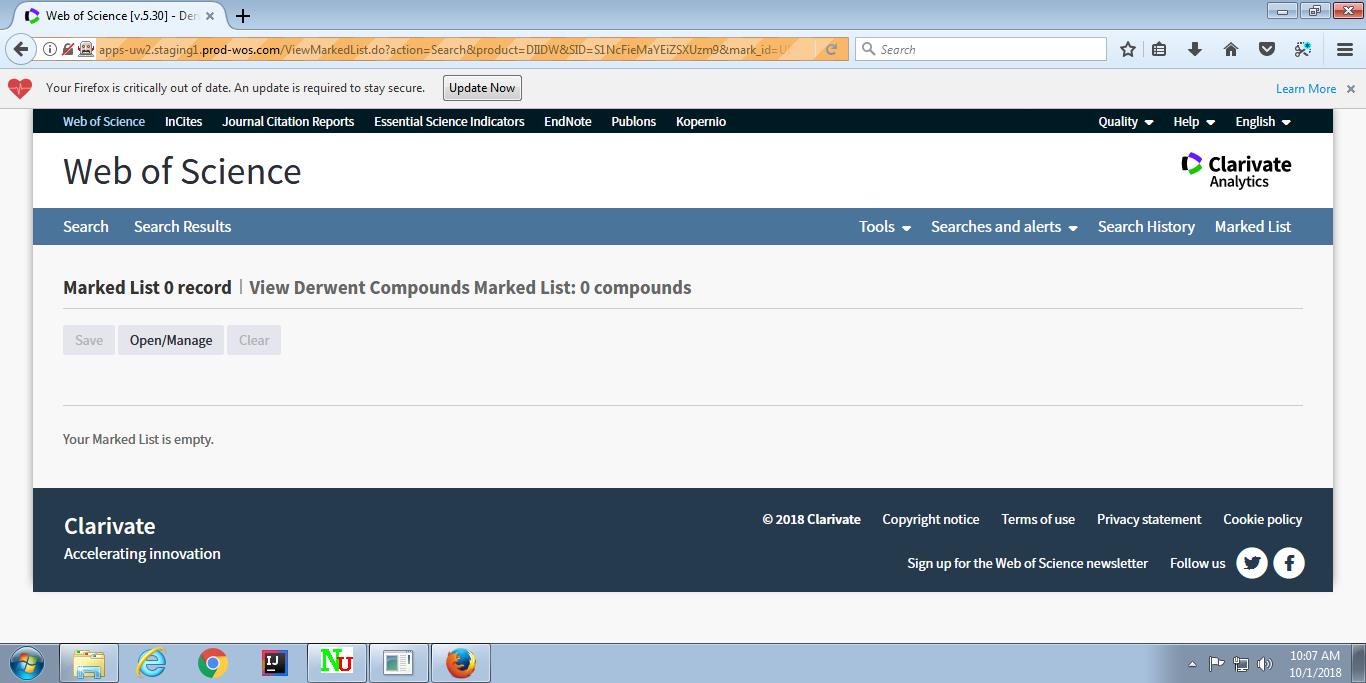 Web of Science [v.5.30] - Der
apps-uw2.staging1.prod-wos.com/ViewMarkedList.do?action=Search&product=DIIDW&SID=S1NcFieMaYEiZSXUzm9&mark_id=U
Search
Your Firefox is critically out of date. An update is required to stay secure. Update Now Learn More
Web of Science InCites Journal Citation Reports Essential Science Indicators EndNote Publons Kopernio Quality Help English
Web of Science
Clarivate
Analytics
Search Search Results Tools Searches and alerts Search History Marked List
Marked List 0 record | View Derwent Compounds Marked List: 0 compounds
Save Open/Manage Clear
Your Marked List is empty.
Clarivate
Accelerating innovation
© 2018 Clarivate Copyright notice Terms of use Privacy statement Cookie policy
Sign up for the Web of Science newsletter Follow us
IJ NU
10:07 AM
10/1/2018